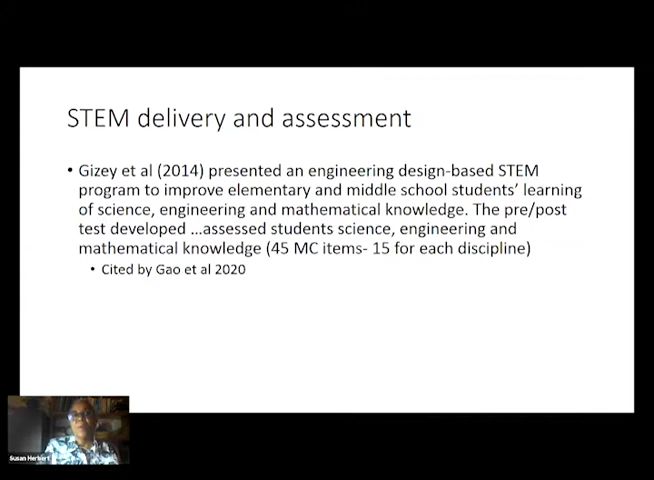 STEM delivery and assessment
• Gizey et al (2014) presented an engineering design-based STEM
program to improve elementary and middle school students' learning
of science, engineering and mathematical knowledge. The pre/post
test developed ...assessed students science, engineering and
mathematical knowledge (45 MC items- 15 for each discipline)
• Cited by Gao et al 2020
Susan Herbert